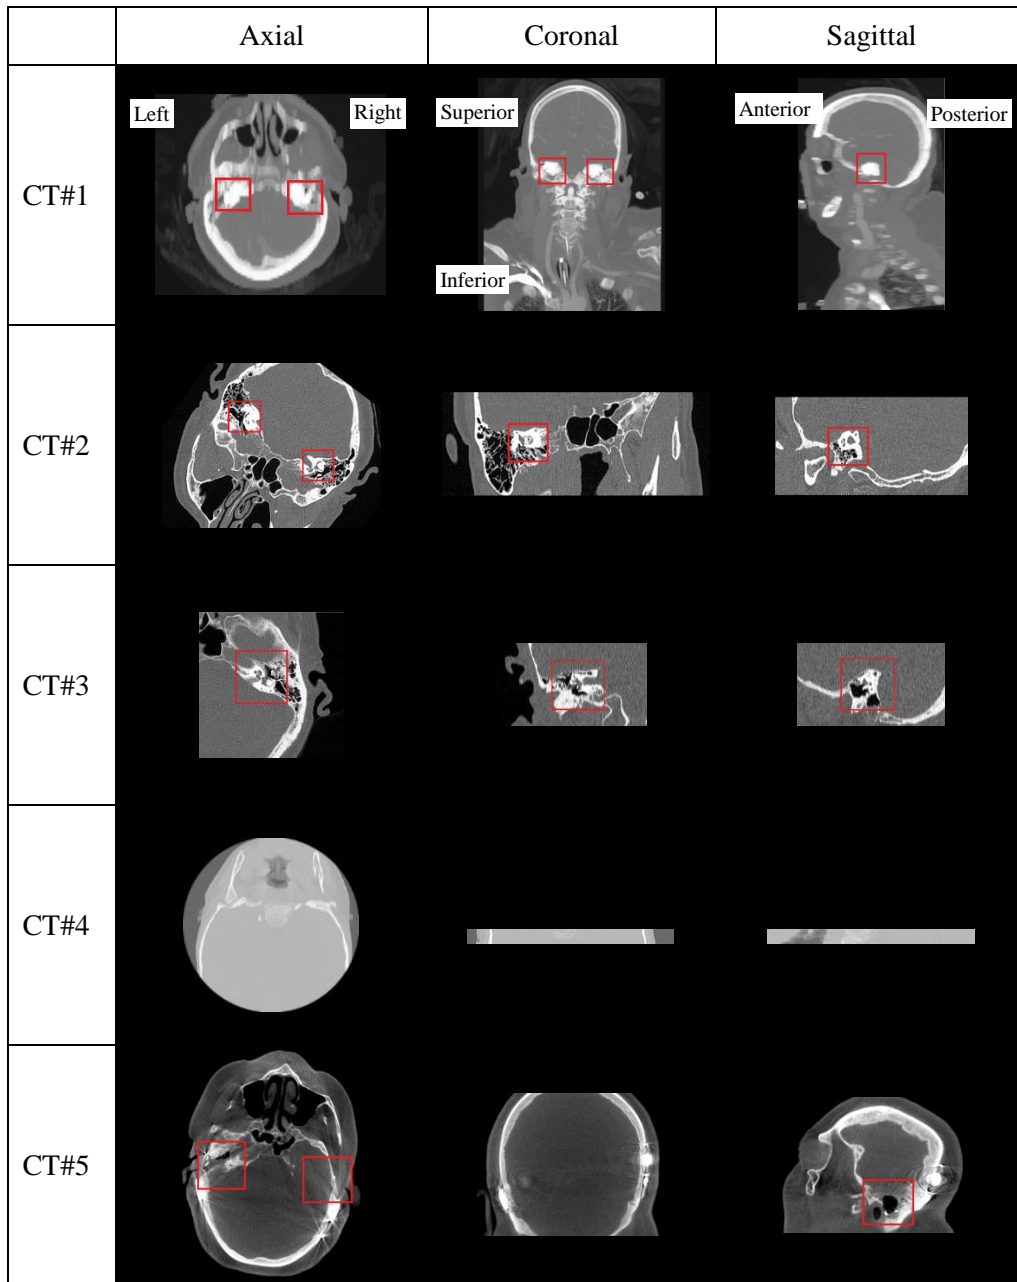 Axial Coronal Sagittal
CT#1
Left Right Superior Anterior Posterior
Inferior
CT#2
CT#3
CT#4
CT#5